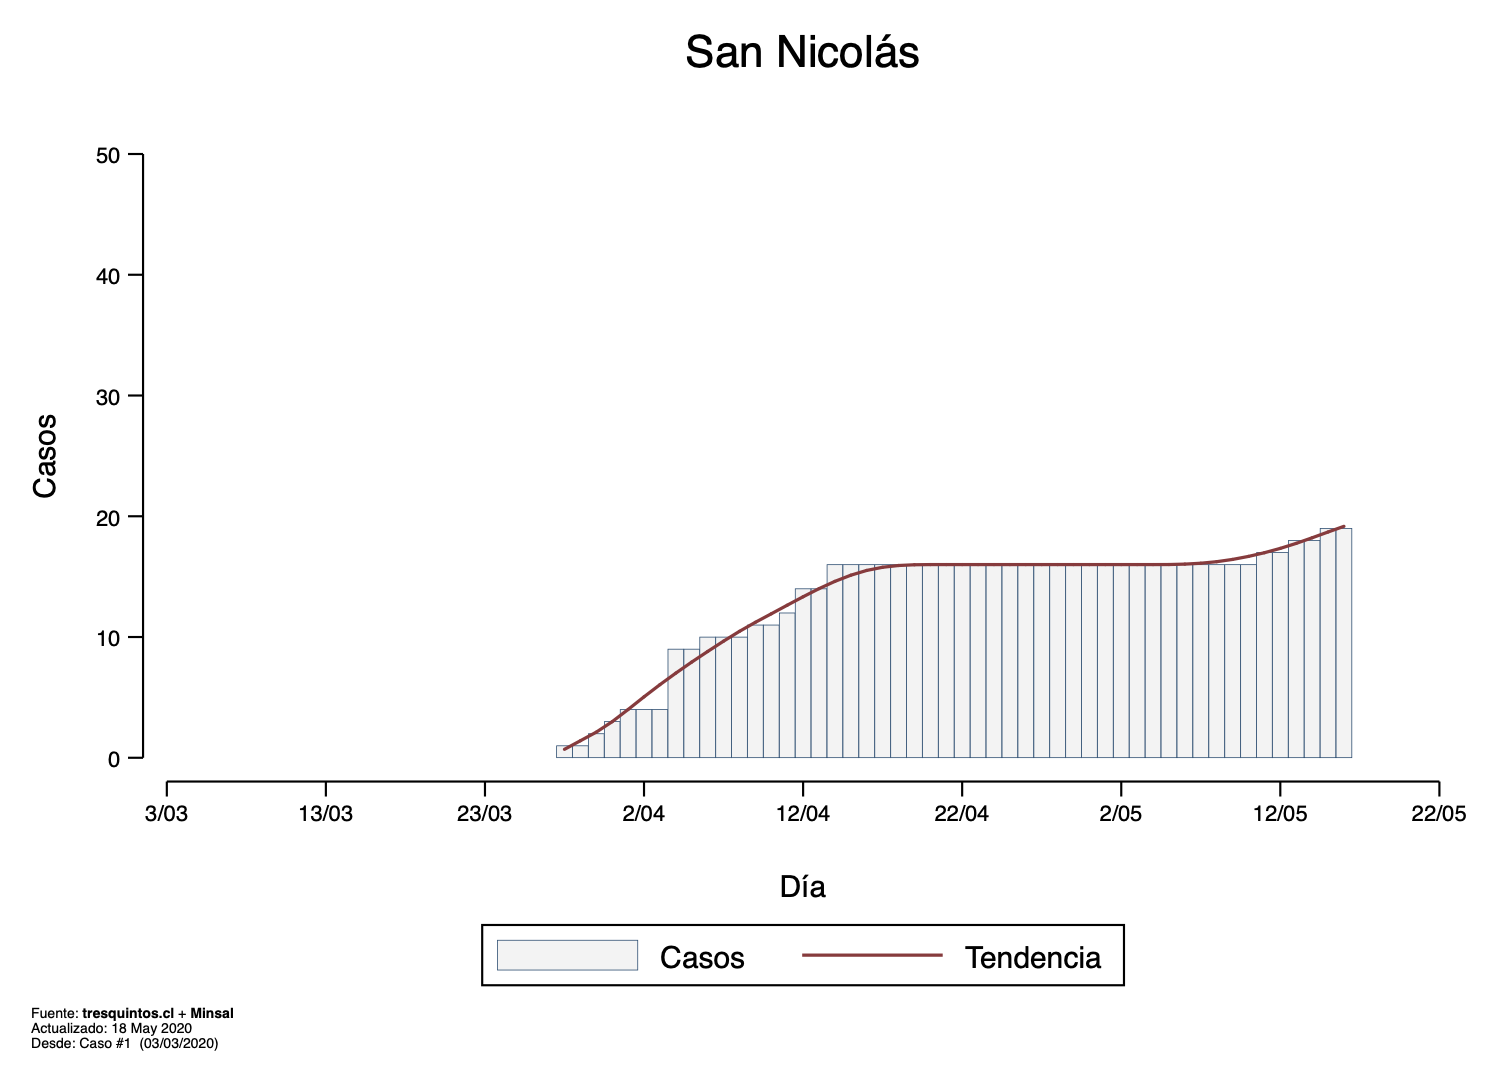 San Nicolás
50
40
30
20
10
0
Casos
3/03 13/03 23/03 2/04 12/04 22/04 2/05 12/05 22/05
Día
Casos Tendencia
Fuente: tresquintos.cl + Minsal
Actualizado: 18 May 2020
Desde: Caso #1 (03/03/2020)